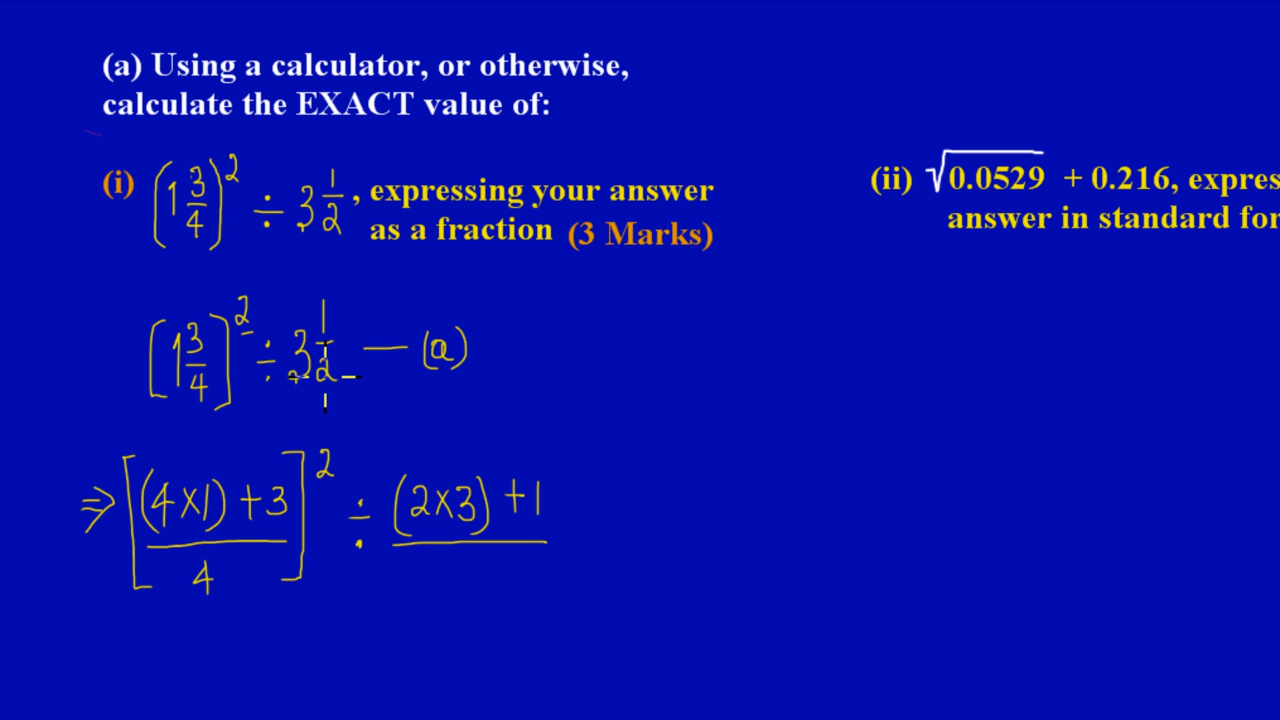 (a) Using a calculator, or otherwise,
calculate the EXACT value of:
(i) (1 3/4)^2 ÷ 3 1/2, expressing your answer
as a fraction (3 Marks)
(ii) √0.0529 + 0.216, expres
answer in standard for
[1 3/4]^2 ÷ 3 1/2 — (a)
⇒ [((4×1)+3)/4]^2 ÷ (2×3)+1